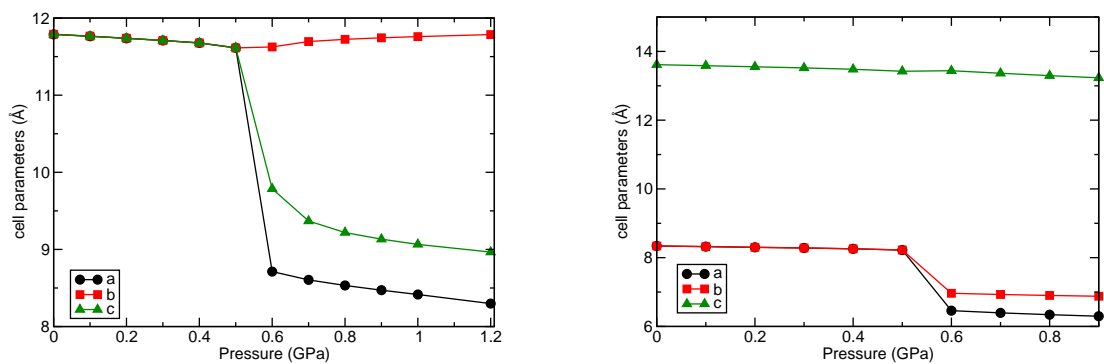 12
11
10
9
8
cell parameters (Å)
a
b
c
0 0.2 0.4 0.6 0.8 1 1.2
Pressure (GPa)
14
12
10
8
6
cell parameters (Å)
a
b
c
0 0.2 0.4 0.6 0.8
Pressure (GPa)